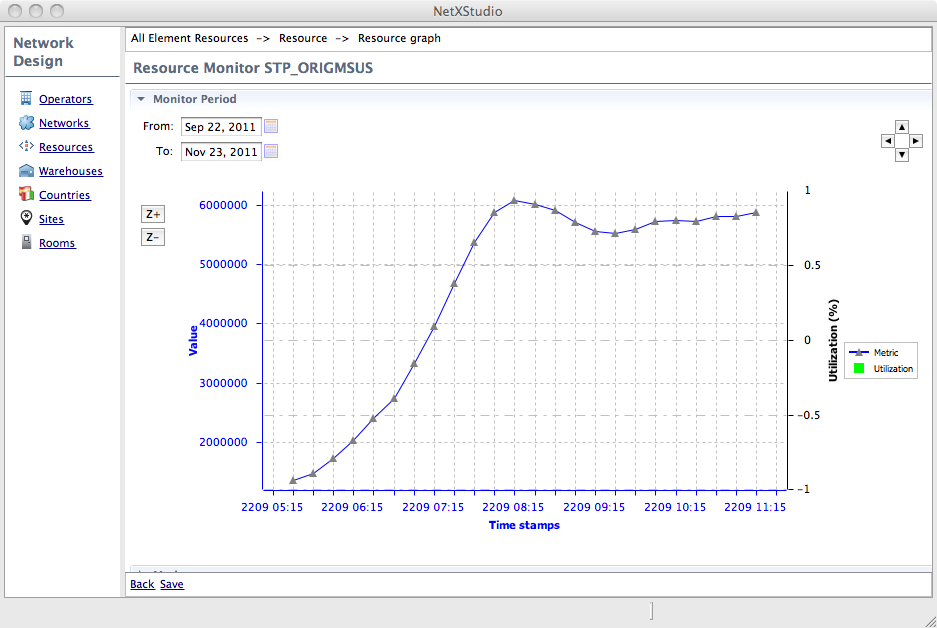 NetXStudio
Network
Design
Operators
Networks
Resources
Warehouses
Countries
Sites
Rooms
All Element Resources -> Resource -> Resource graph
Resource Monitor STP_ORIGMSUS
Monitor Period
From: Sep 22, 2011
To: Nov 23, 2011
Z+
Z-
6000000
5000000
4000000
3000000
2000000
Value
1
0.5
0
-0.5
-1
Utilization (%)
Metric
Utilization
2209 05:15 2209 06:15 2209 07:15 2209 08:15 2209 09:15 2209 10:15 2209 11:15
Time stamps
Back Save